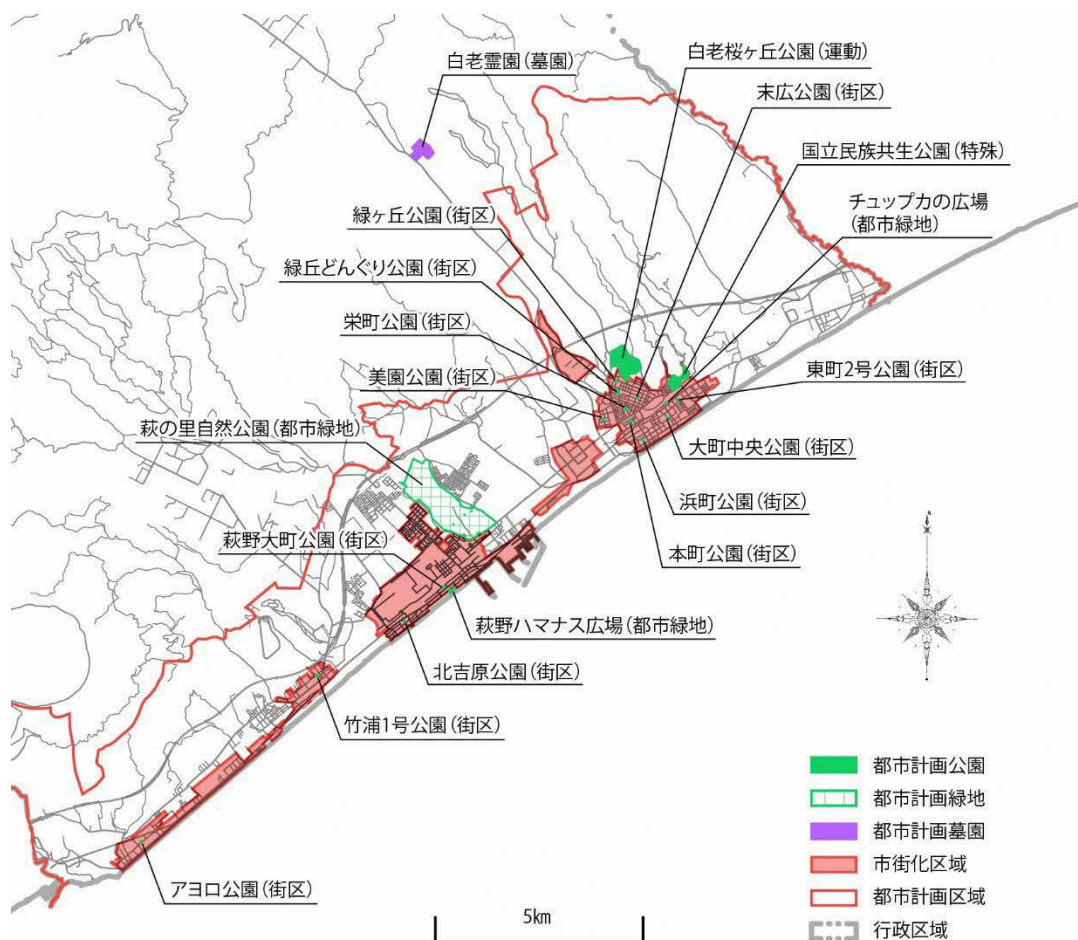 白老霊園(墓園)
白老桜ヶ丘公園(運動)
末広公園(街区)
国立民族共生公園(特殊)
チュップカの広場
(都市緑地)
緑ヶ丘公園(街区)
緑丘どんぐり公園(街区)
栄町公園(街区)
美園公園(街区)
東町2号公園(街区)
萩の里自然公園(都市緑地)
大町中央公園(街区)
浜町公園(街区)
萩野大町公園(街区)
本町公園(街区)
萩野ハマナス広場(都市緑地)
北吉原公園(街区)
竹浦1号公園(街区)
アヨロ公園(街区)
都市計画公園
都市計画緑地
都市計画墓園
市街化区域
都市計画区域
行政区域
5km